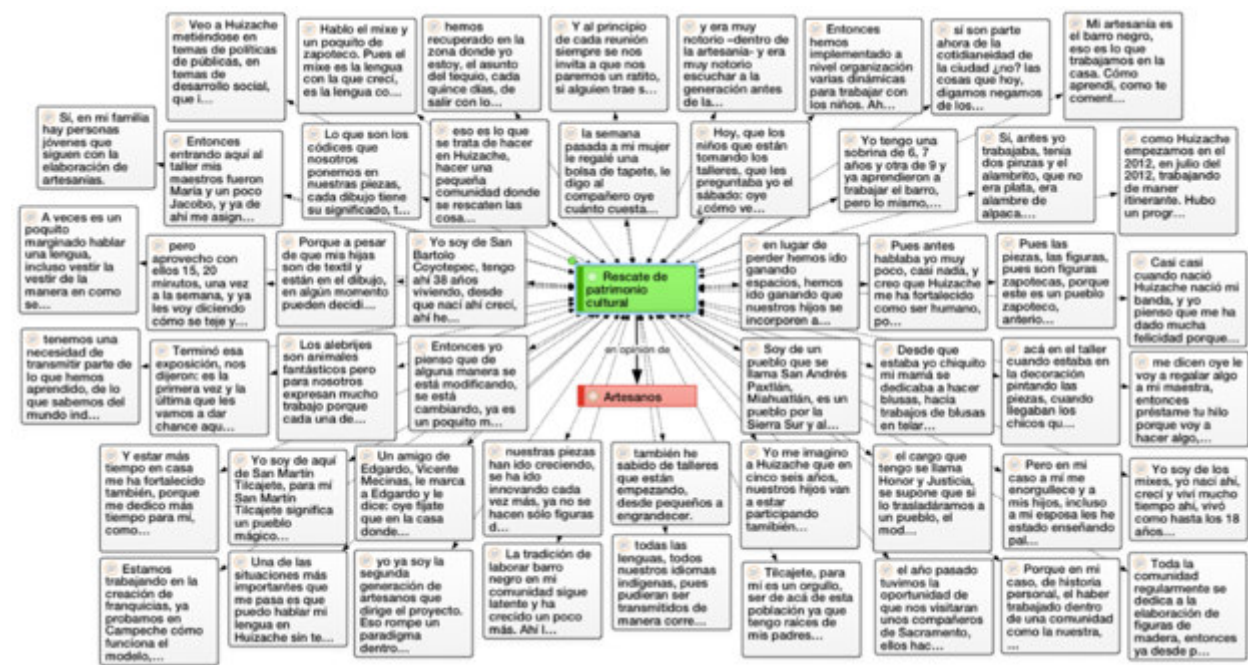 Veo a Huizache
metiéndose en
temas de políticas
de públicas, en
temas de
desarrollo social,
que i...
Hablo el mixe y
un poquito de
zapoteco. Pues el
mixe es la lengua
con la que crecí,
es la lengua co...
hemos
recuperado en la
zona donde yo
estoy, el asunto
del tequio, cada
quince días, de
salir con lo...
Y al principio
de cada reunión
siempre se nos
invita a que nos
paremos un ratito,
si alguien trae s...
y era muy
notorio –dentro de
la artesanía- y era
muy notorio
escuchar a la
generación antes
de la...
Entonces
hemos
implementado a
nivel organización
varias dinámicas
para trabajar con
los niños. Ah...
sí son parte
ahora de la
cotidianeidad de
la ciudad ¿no? las
cosas que hoy,
digamos negamos
de los...
Mi artesanía es
el barro negro,
eso es lo que
trabajamos en la
casa. Cómo
aprendí, como te
coment...
Sí, en mi familia
hay personas
jóvenes que
siguen con la
elaboración de
artesanías.
Entonces
entrando aquí al
taller mis
maestros fueron
María y un poco
Jacobo, y ya de
ahí me asign...
Lo que son los
códices que
nosotros
ponemos en
nuestras piezas,
cada dibujo tiene
su significado, t...
eso es lo que
se trata de hacer
en Huizache,
hacer una
pequeña
comunidad donde
se rescaten las
cosa...
la semana
pasada a mi mujer
le regalé una
bolsa de tapete, le
digo al
compañero oye
cuánto cuesta...
Hoy, que los
niños que están
tomando los
talleres, que les
preguntaba yo el
sábado: oye
¿cómo ve...
Yo tengo una
sobrina de 6, 7
años y otra de 9 y
ya aprendieron a
trabajar el barro,
pero lo mismo,...
Sí, antes yo
trabajaba, tenía
dos pinzas y el
alambrito, que no
era plata, era
alambre de
alpaca....
como Huizache
empezamos en el
2012, en julio del
2012, trabajando
de maner
itinerante. Hubo
un progr...
A veces es un
poquito
marginado hablar
una lengua,
incluso vestir la
vestir de la
manera en como
se...
pero
aprovecho con
ellos 15, 20
minutos, una vez
a la semana, y ya
les voy diciendo
cómo se teje y...
Porque a pesar
de que mis hijas
son de textil y
están en el dibujo,
en algún momento
pueden decidi...
Yo soy de San
Bartolo
Coyotepec, tengo
ahí 38 años
viviendo, desde
que nací ahí crecí,
ahí he...
Rescate de
patrimonio
cultural
en lugar de
perder hemos ido
ganando
espacios, hemos
ido ganando que
nuestros hijos se
incorporen a...
Pues antes
hablaba yo muy
poco, casi nada, y
creo que Huizache
me ha fortalecido
como ser humano,
po...
Pues las
piezas, las figuras,
pues son figuras
zapotecas, porque
este es un pueblo
zapoteco,
anterio...
Casi casi
cuando nació
Huizache nació mi
banda, y yo
pienso que me ha
dado mucha
felicidad porque...
tenemos una
necesidad de
transmitir parte de
lo que hemos
aprendido, de lo
que sabemos del
mundo ind...
Terminó esa
exposición, nos
dijeron: es la
primera vez y la
última que les
vamos a dar
chance aqu...
Los alebrijes
son animales
fantásticos pero
para nosotros
expresan mucho
trabajo porque
cada una de...
Entonces yo
pienso que de
alguna manera se
está modificando,
se está
cambiando, ya es
un poquito m...
en opinión de
Artesanos
Soy de un
pueblo que se
llama San Andrés
Paxtlán,
Miahuatlán, es un
pueblo por la
Sierra Sur y al...
Desde que
estaba yo chiquito
mi mamá se
dedicaba a hacer
blusas, hacía
trabajos de blusas
en telar...
acá en el taller
cuando estaba en
la decoración
pintando las
piezas, cuando
llegaban los
chicos qu...
me dicen oye le
voy a regalar algo
a mi maestra,
entonces
préstame tu hilo
porque voy a
hacer algo,...
Y estar más
tiempo en casa
me ha fortalecido
también, porque
me dedico más
tiempo para mí,
como...
Yo soy de aquí
de San Martín
Tilcajete, para mí
San Martín
Tilcajete significa
un pueblo
mágico...
Un amigo de
Edgardo, Vicente
Mecinas, le marca
a Edgardo y le
dice: oye fíjate
que en la casa
donde...
nuestras piezas
han ido creciendo,
se ha ido
innovando cada
vez más, ya no se
hacen sólo figuras
d...
también he
sabido de talleres
que están
empezando,
desde pequeños a
engrandecer.
Yo me imagino
a Huizache que en
cinco seis años,
nuestros hijos van
a estar
participando
también...
el cargo que
tengo se llama
Honor y Justicia,
se supone que si
lo trasladáramos a
un pueblo, el
mod...
Pero en mi
caso a mí me
enorgullece y a
mis hijos, incluso
a mi esposa les he
estado enseñando
pal...
Yo soy de los
mixes, yo nací ahí,
crecí y viví mucho
tiempo ahí, vivó
como hasta los 18
años...
Estamos
trabajando en la
creación de
franquicias, ya
probamos en
Campeche cómo
funciona el
modelo,...
Una de las
situaciones más
importantes que
me pasa es que
puedo hablar mi
lengua en
Huizache sin te...
yo ya soy la
segunda
generación de
artesanos que
dirige el proyecto.
Eso rompe un
paradigma
dentro...
La tradición de
laborar barro
negro en mi
comunidad sigue
latente y ha
crecido un poco
más. Ahí l...
todas las
lenguas, todos
nuestros idiomas
indígenas, pues
pudieran ser
transmitidos de
manera corre...
Tilcajete, para
mí es un orgullo,
ser de acá de esta
población ya que
tengo raíces de
mis padres...
el año pasado
tuvimos la
oportunidad de
que nos visitaran
unos compañeros
de Sacramento,
ellos hac...
Porque en mi
caso, de historia
personal, el haber
trabajado dentro
de una comunidad
como la nuestra,
...
Toda la
comunidad
regularmente se
dedica a la
elaboración de
figuras de
madera, entonces
ya desde p...